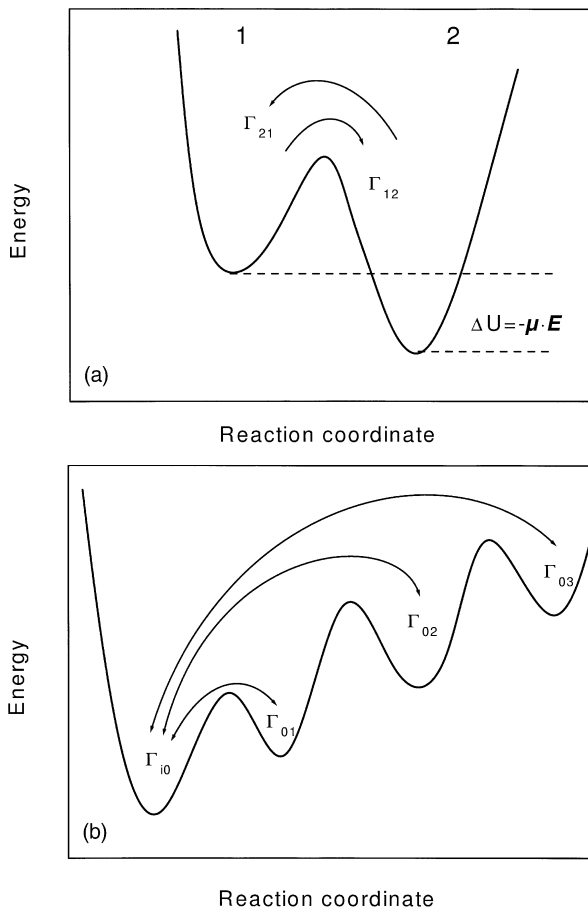 1 2
Γ21
Γ12
ΔU=-μ·E
(a)
Energy
Reaction coordinate
Γ03
Γ02
Γ01
Γi0
(b)
Energy
Reaction coordinate